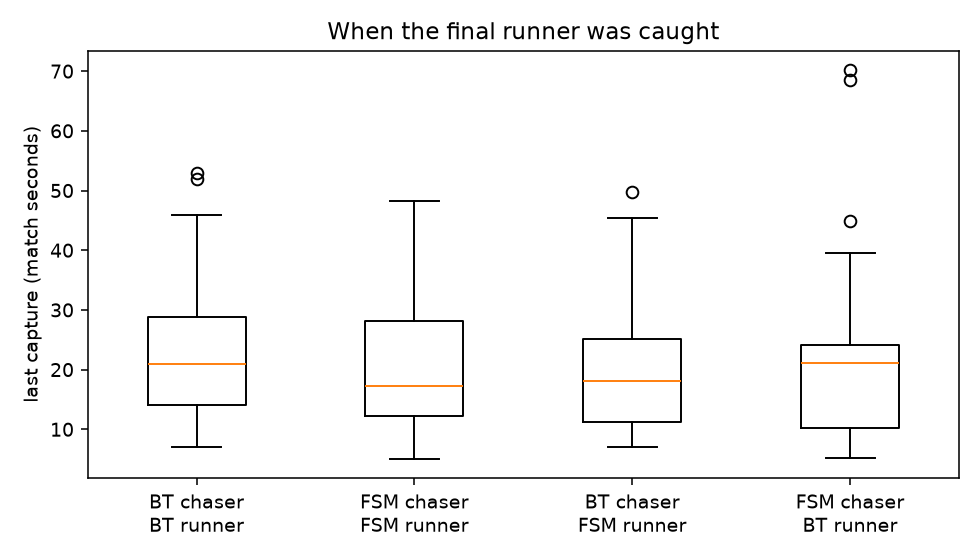 When the final runner was caught
last capture (match seconds)
70
60
50
40
30
20
10
BT chaser
BT runner
FSM chaser
FSM runner
BT chaser
FSM runner
FSM chaser
BT runner